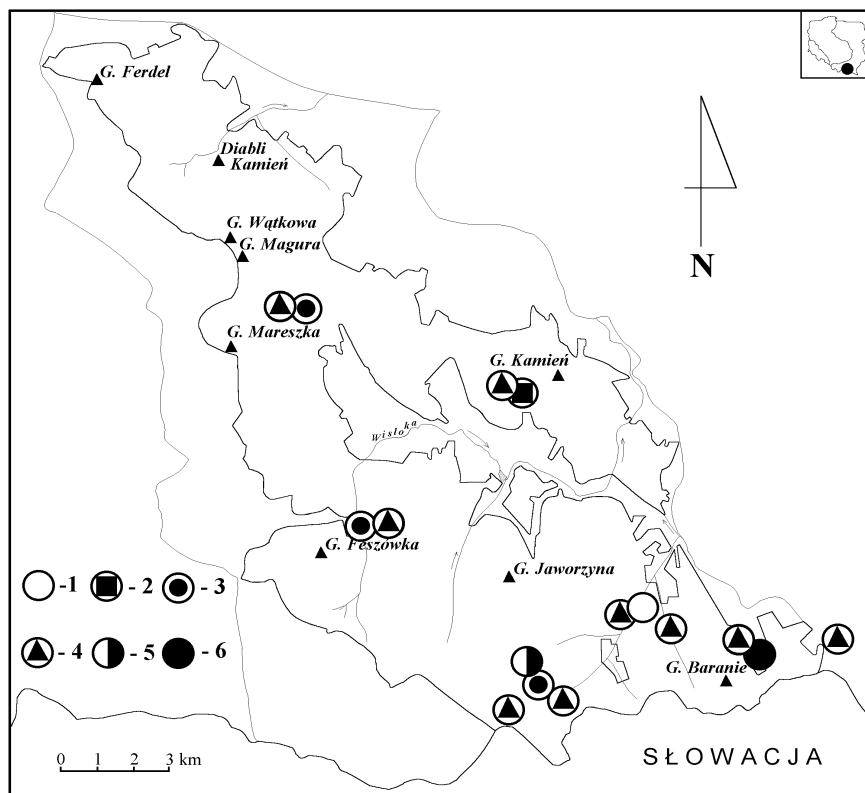 G. Ferdel
Diabli
Kamień
G. Wątkowa
G. Magura
N
G. Mareszka
G. Kamień
Wisłoka
G. Feszówka
G. Jaworzyna
-1
-2
-3
-4
-5
-6
G. Baranie
SŁOWACJA
0 1 2 3 km